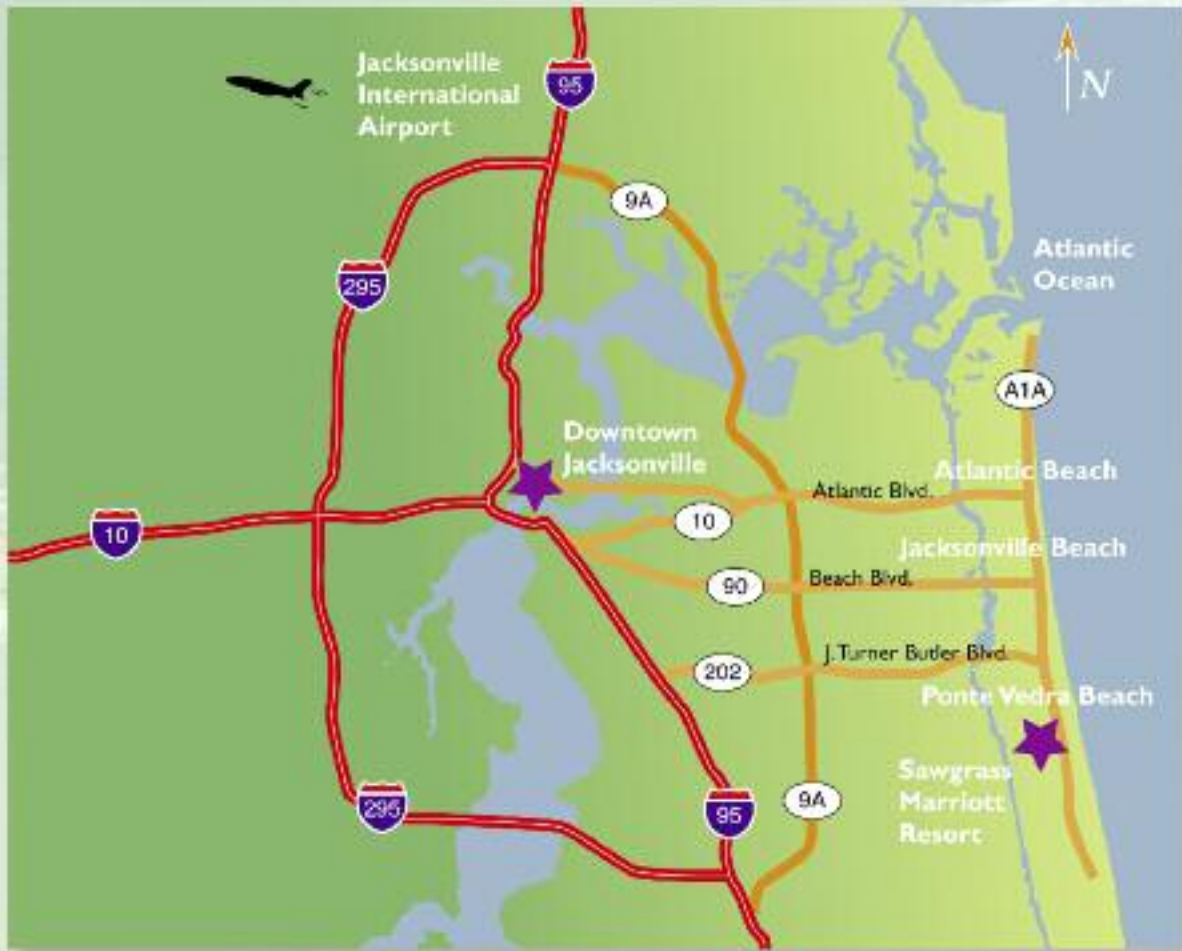 Jacksonville
International
Airport
95
N
9A
Atlantic
Ocean
295
A1A
Downtown
Jacksonville
Atlantic Beach
Atlantic Blvd.
10
10
Jacksonville Beach
90
Beach Blvd.
J. Turner Butler Blvd.
202
Ponte Vedra Beach
Sawgrass
Marriott
Resort
295
95
9A